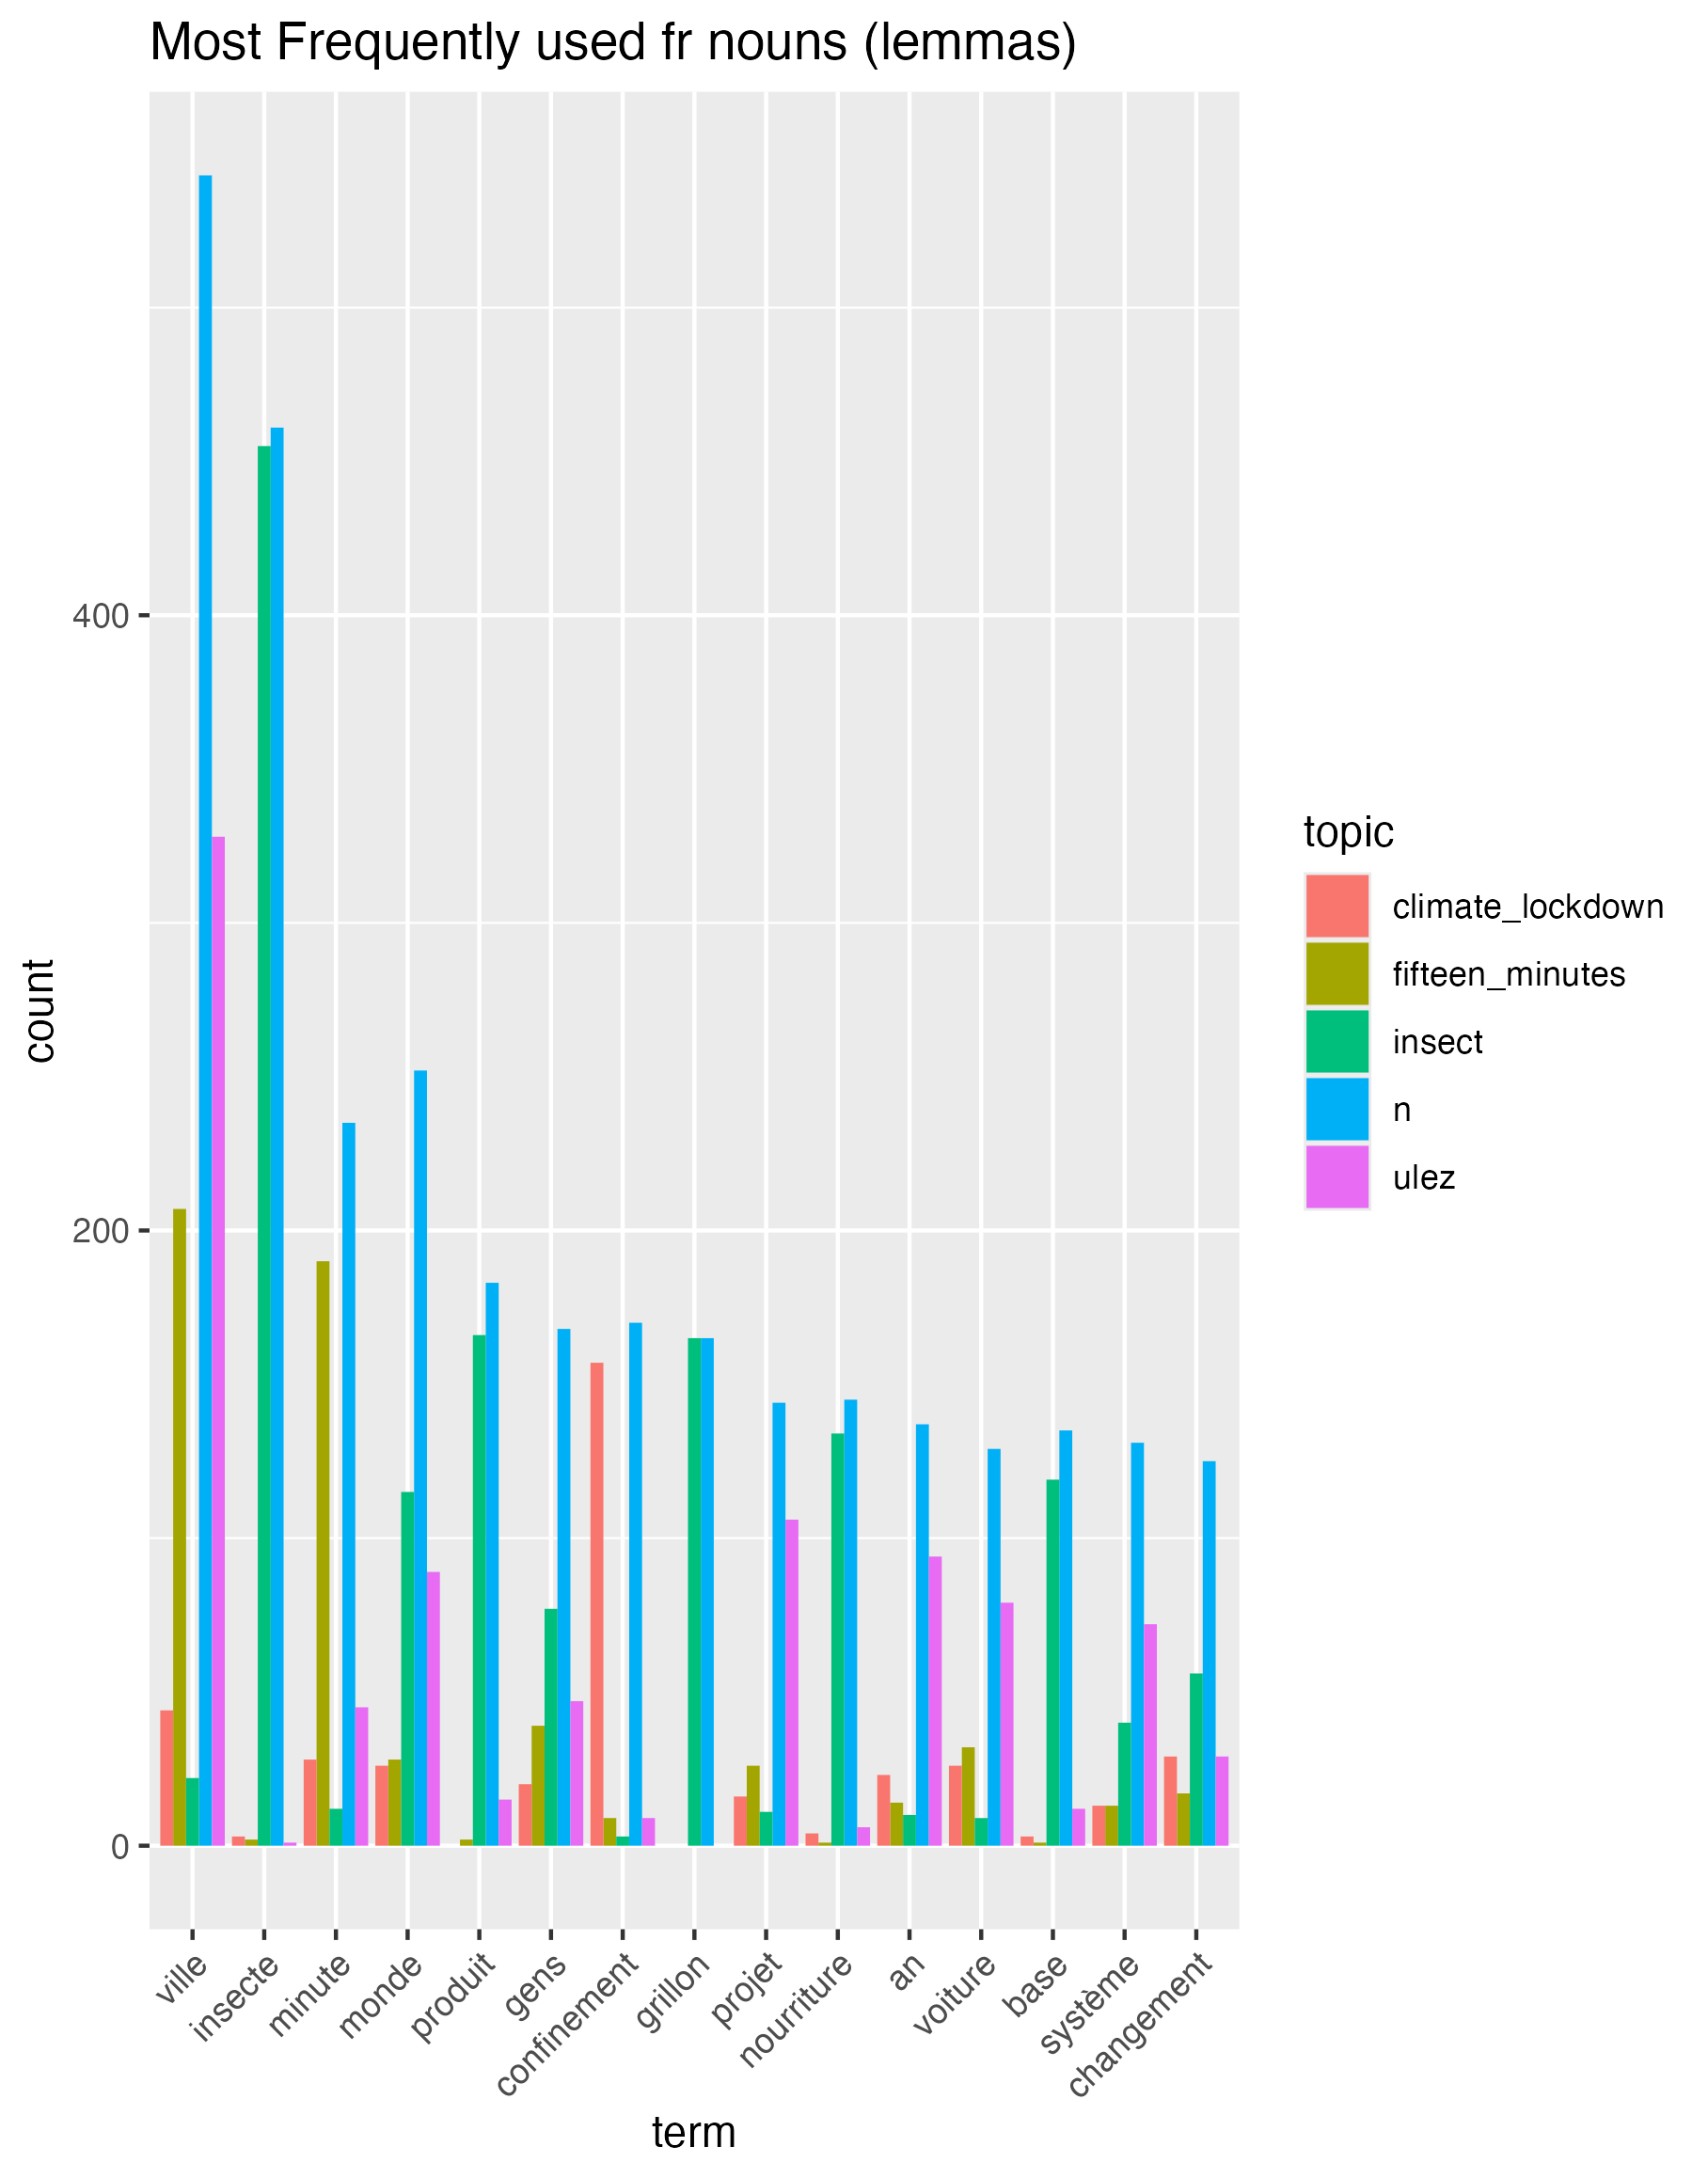 Most Frequently used fr nouns (lemmas)
count
400
200
0
ville
insecte
minute
monde
produit
gens
confinement
grillon
projet
nourriture
an
voiture
base
système
changement
term
topic
climate_lockdown
fifteen_minutes
insect
n
ulez